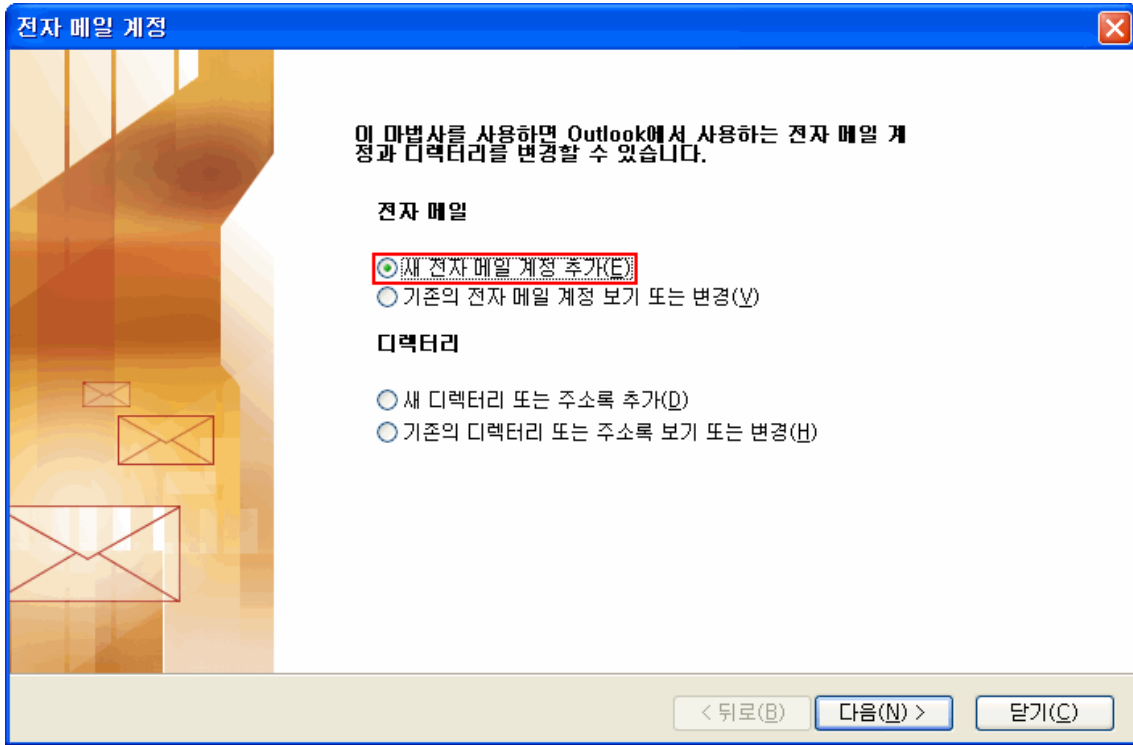 전자 메일 계정
이 마법사를 사용하면 Outlook에서 사용하는 전자 메일 계
정과 디렉터리를 변경할 수 있습니다.
전자 메일
새 전자 메일 계정 추가(E)
기존의 전자 메일 계정 보기 또는 변경(V)
디렉터리
새 디렉터리 또는 주소록 추가(D)
기존의 디렉터리 또는 주소록 보기 또는 변경(H)
< 뒤로(B) 다음(N) > 닫기(C)